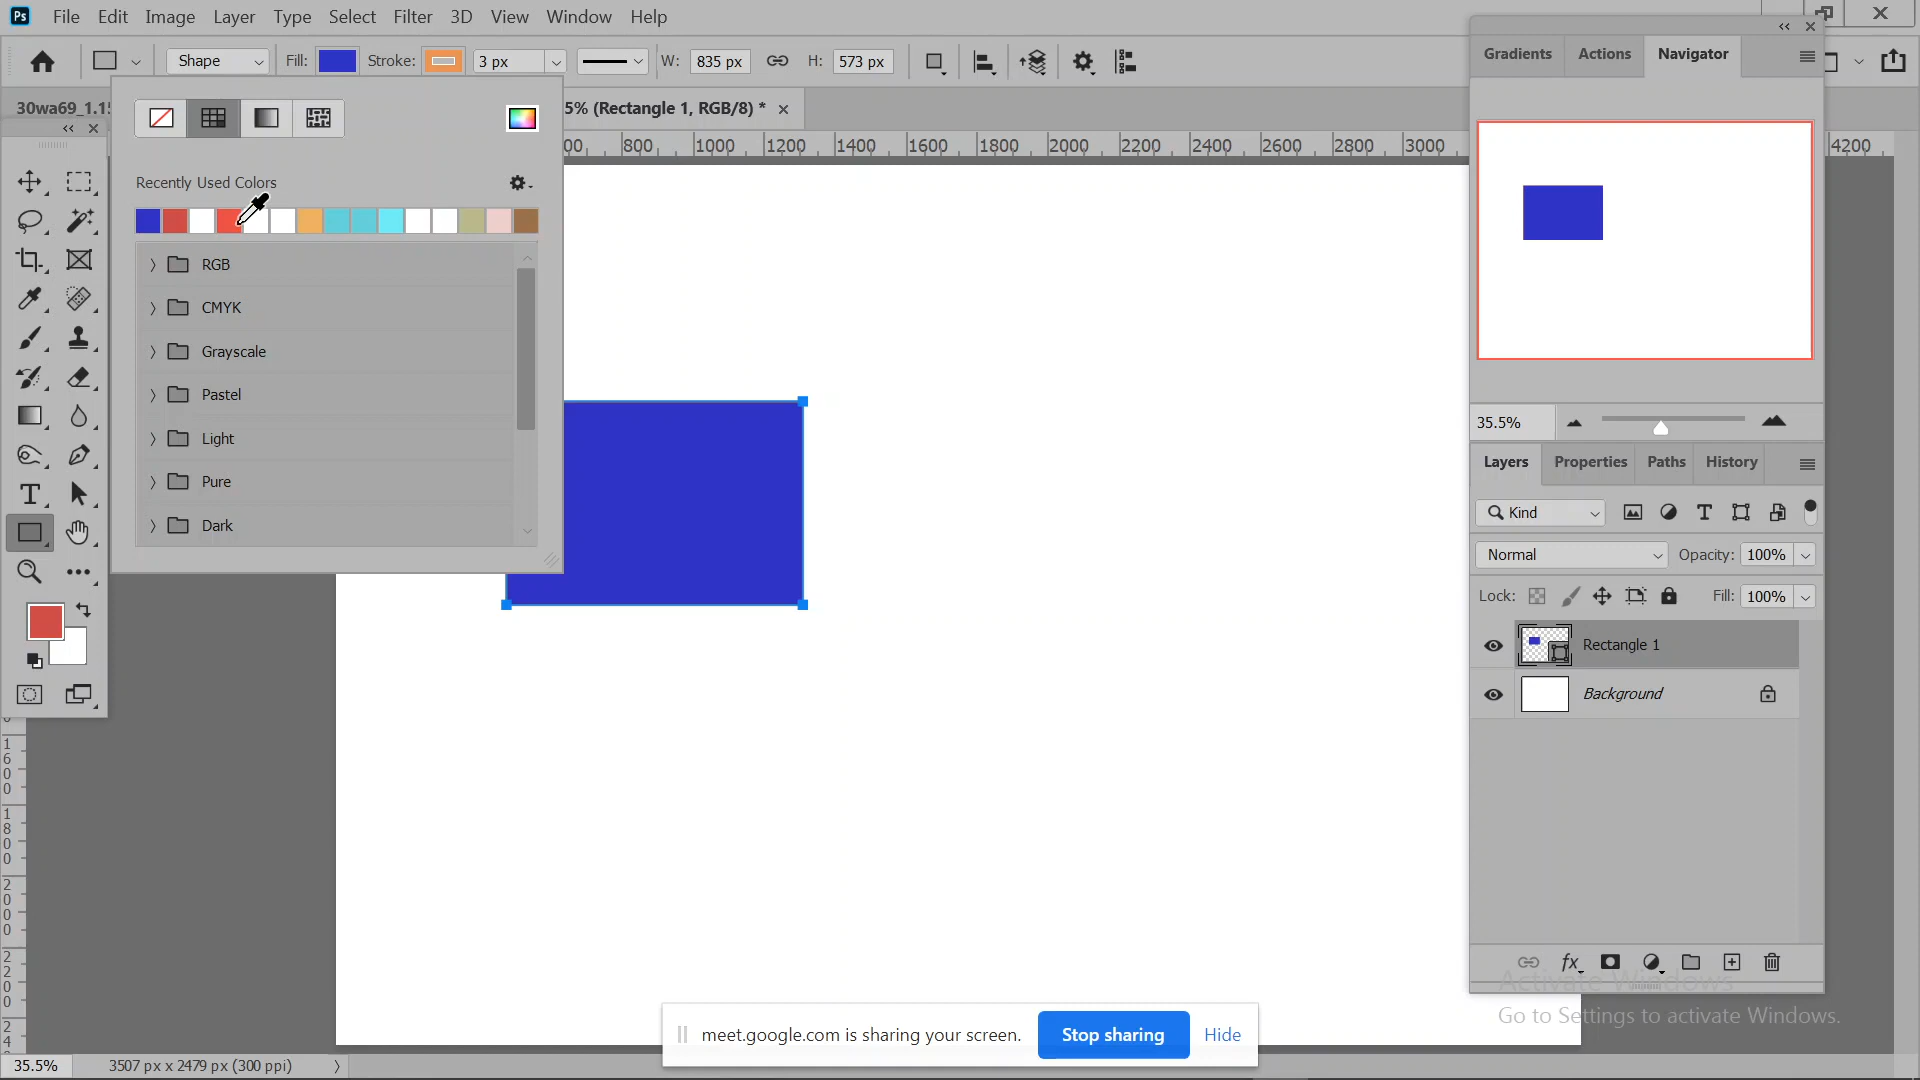 Ps File Edit Image Layer Type Select Filter 3D View Window Help
Shape Fill: Stroke: 3 px W: 835 px H: 573 px
30wa69_1.1 5% (Rectangle 1, RGB/8) *
800 1000 1200 1400 1600 1800 2000 2200 2400 2600 2800 3000 4200
Recently Used Colors
RGB
CMYK
Grayscale
Pastel
Light
Pure
Dark
Gradients Actions Navigator
35.5%
Layers Properties Paths History
Kind
Normal Opacity: 100%
Lock: Fill: 100%
Rectangle 1
Background
1600
1800
2000
2200
24
Activate Windows
Go to Settings to activate Windows.
meet.google.com is sharing your screen. Stop sharing Hide
35.5% 3507 px x 2479 px (300 ppi)